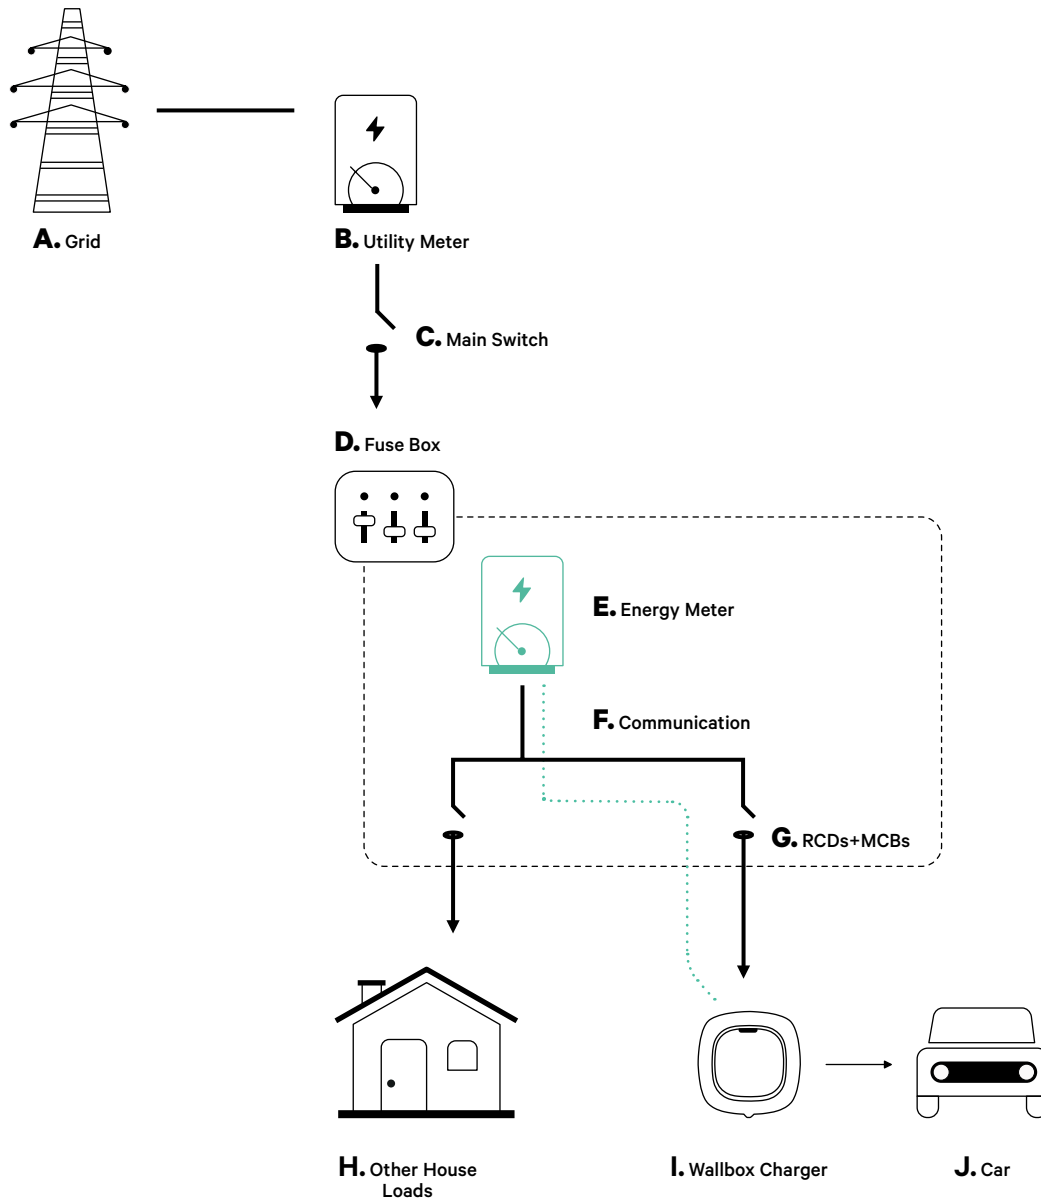 A. Grid
B. Utility Meter
C. Main Switch
D. Fuse Box
E. Energy Meter
F. Communication
G. RCDs+MCBs
H. Other House
Loads
I. Wallbox Charger
J. Car